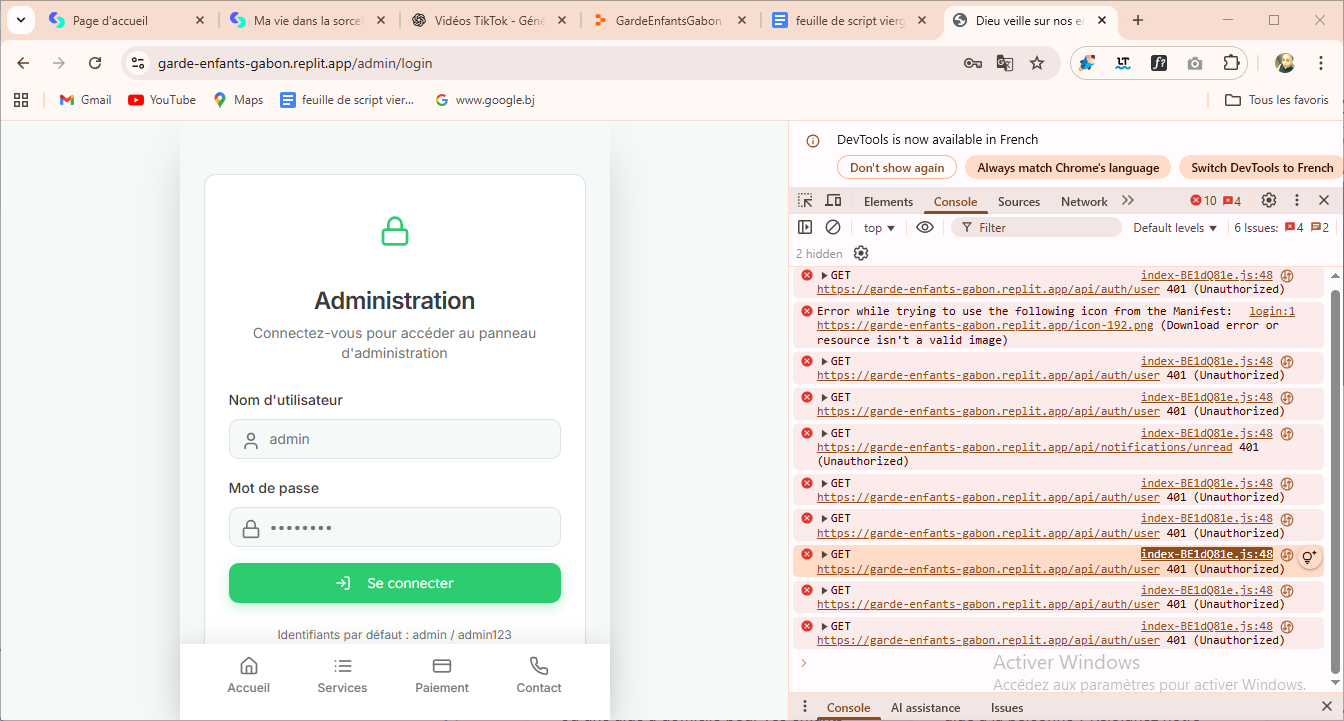 Page d'accueil
Ma vie dans la sorcel
Vidéos TikTok - Géné
GardeEnfantsGabon
feuille de script vierg
Dieu veille sur nos en
garde-enfants-gabon.replit.app/admin/login
Gmail
YouTube
Maps
feuille de script vier...
www.google.bj
Tous les favoris
Administration
Connectez-vous pour accéder au panneau
d'administration
Nom d'utilisateur
admin
Mot de passe
••••••••
Se connecter
Identifiants par défaut : admin / admin123
Accueil
Services
Paiement
Contact
DevTools is now available in French
Don't show again
Always match Chrome's language
Switch DevTools to French
Elements
Console
Sources
Network
10
4
top
Filter
Default levels
6 Issues:
4
2
2 hidden
GET index-BE1dQ81e.js:48
https://garde-enfants-gabon.replit.app/api/auth/user 401 (Unauthorized)
Error while trying to use the following icon from the Manifest: login:1
https://garde-enfants-gabon.replit.app/icon-192.png (Download error or
resource isn't a valid image)
GET index-BE1dQ81e.js:48
https://garde-enfants-gabon.replit.app/api/auth/user 401 (Unauthorized)
GET index-BE1dQ81e.js:48
https://garde-enfants-gabon.replit.app/api/auth/user 401 (Unauthorized)
GET index-BE1dQ81e.js:48
https://garde-enfants-gabon.replit.app/api/notifications/unread 401
(Unauthorized)
GET index-BE1dQ81e.js:48
https://garde-enfants-gabon.replit.app/api/auth/user 401 (Unauthorized)
GET index-BE1dQ81e.js:48
https://garde-enfants-gabon.replit.app/api/auth/user 401 (Unauthorized)
GET index-BE1dQ81e.js:48
https://garde-enfants-gabon.replit.app/api/auth/user 401 (Unauthorized)
GET index-BE1dQ81e.js:48
https://garde-enfants-gabon.replit.app/api/auth/user 401 (Unauthorized)
GET index-BE1dQ81e.js:48
https://garde-enfants-gabon.replit.app/api/auth/user 401 (Unauthorized)
Activer Windows
Accédez aux paramètres pour activer Windows.
Console
AI assistance
Issues